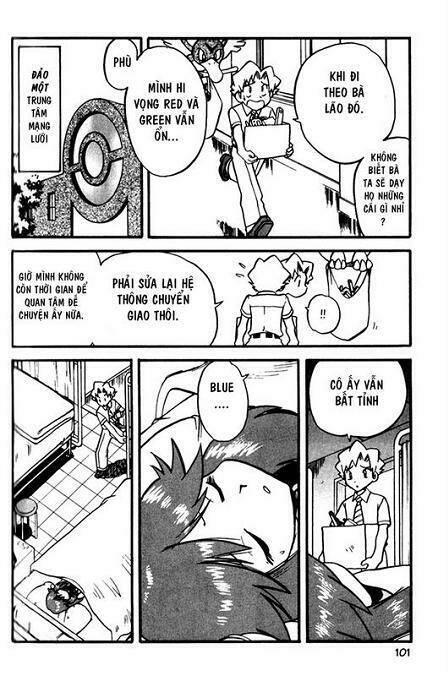 ĐẢO
MỘT
TRUNG
TÂM
MẠNG
LƯỚI
PHÙ
MÌNH HI
VỌNG RED VÀ
GREEN VẪN
ỔN...
KHI ĐI
THEO BÀ
LÃO ĐÓ.
KHÔNG
BIẾT BÀ
TA SẼ DẠY
HỌ NHỮNG
CÁI GÌ NHỈ
?
GIỜ MÌNH KHÔNG
CÒN THỜI GIAN ĐỂ
QUAN TÂM ĐẾ
CHUYỆN ẤY NỮA.
PHẢI SỬA LẠI HỆ
THỐNG CHUYỂN
GIAO THÔI.
!!
BLUE
....
CÔ ẤY VẪN
BẤT TỈNH
101